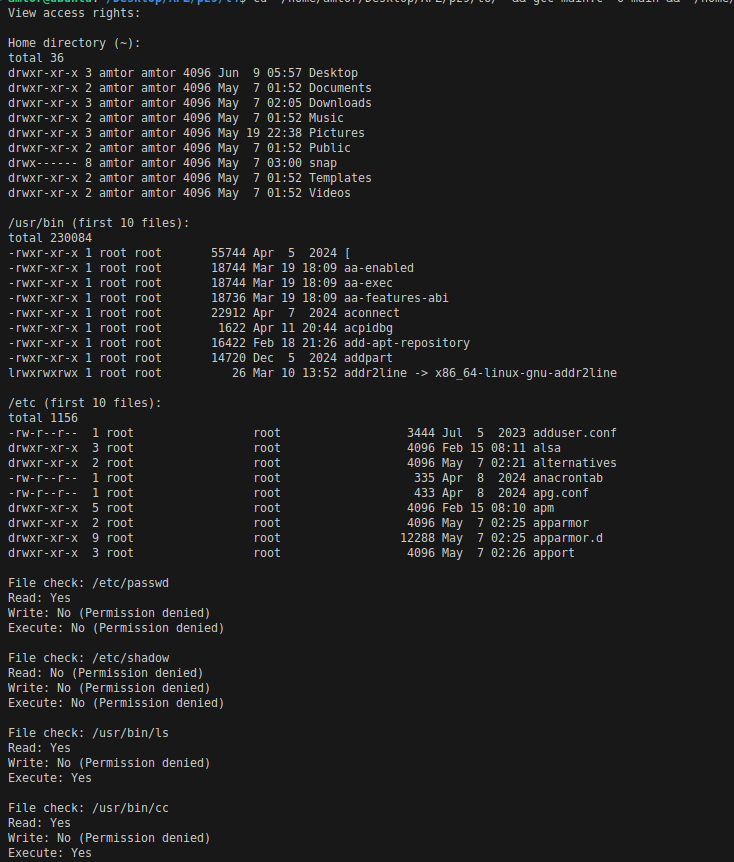 View access rights:
Home directory (~):
total 36
drwxr-xr-x 3 amtor amtor 4096 Jun  9 05:57 Desktop
drwxr-xr-x 2 amtor amtor 4096 May  7 01:52 Documents
drwxr-xr-x 3 amtor amtor 4096 May  7 02:05 Downloads
drwxr-xr-x 2 amtor amtor 4096 May  7 01:52 Music
drwxr-xr-x 3 amtor amtor 4096 May 19 22:38 Pictures
drwxr-xr-x 2 amtor amtor 4096 May  7 01:52 Public
drwx------ 8 amtor amtor 4096 May  7 03:00 snap
drwxr-xr-x 2 amtor amtor 4096 May  7 01:52 Templates
drwxr-xr-x 2 amtor amtor 4096 May  7 01:52 Videos
/usr/bin (first 10 files):
total 230084
-rwxr-xr-x 1 root root       55744 Apr  5  2024 [
-rwxr-xr-x 1 root root       18744 Mar 19 18:09 aa-enabled
-rwxr-xr-x 1 root root       18744 Mar 19 18:09 aa-exec
-rwxr-xr-x 1 root root       18736 Mar 19 18:09 aa-features-abi
-rwxr-xr-x 1 root root       22912 Apr  7  2024 aconnect
-rwxr-xr-x 1 root root        1622 Apr 11 20:44 acpidbg
-rwxr-xr-x 1 root root       16422 Feb 18 21:26 add-apt-repository
-rwxr-xr-x 1 root root       14720 Dec  5  2024 addpart
lrwxrwxrwx 1 root root          26 Mar 10 13:52 addr2line -> x86_64-linux-gnu-addr2line
/etc (first 10 files):
total 1156
-rw-r--r--  1 root                 root                  3444 Jul  5  2023 adduser.conf
drwxr-xr-x  3 root                 root                  4096 Feb 15 08:11 alsa
drwxr-xr-x  2 root                 root                  4096 May  7 02:21 alternatives
-rw-r--r--  1 root                 root                   335 Apr  8  2024 anacrontab
-rw-r--r--  1 root                 root                   433 Apr  8  2024 apg.conf
drwxr-xr-x  5 root                 root                  4096 Feb 15 08:10 apm
drwxr-xr-x  2 root                 root                  4096 May  7 02:25 apparmor
drwxr-xr-x  9 root                 root                 12288 May  7 02:25 apparmor.d
drwxr-xr-x  3 root                 root                  4096 May  7 02:26 apport
File check: /etc/passwd
Read: Yes
Write: No (Permission denied)
Execute: No (Permission denied)
File check: /etc/shadow
Read: No (Permission denied)
Write: No (Permission denied)
Execute: No (Permission denied)
File check: /usr/bin/ls
Read: Yes
Write: No (Permission denied)
Execute: Yes
File check: /usr/bin/cc
Read: Yes
Write: No (Permission denied)
Execute: Yes